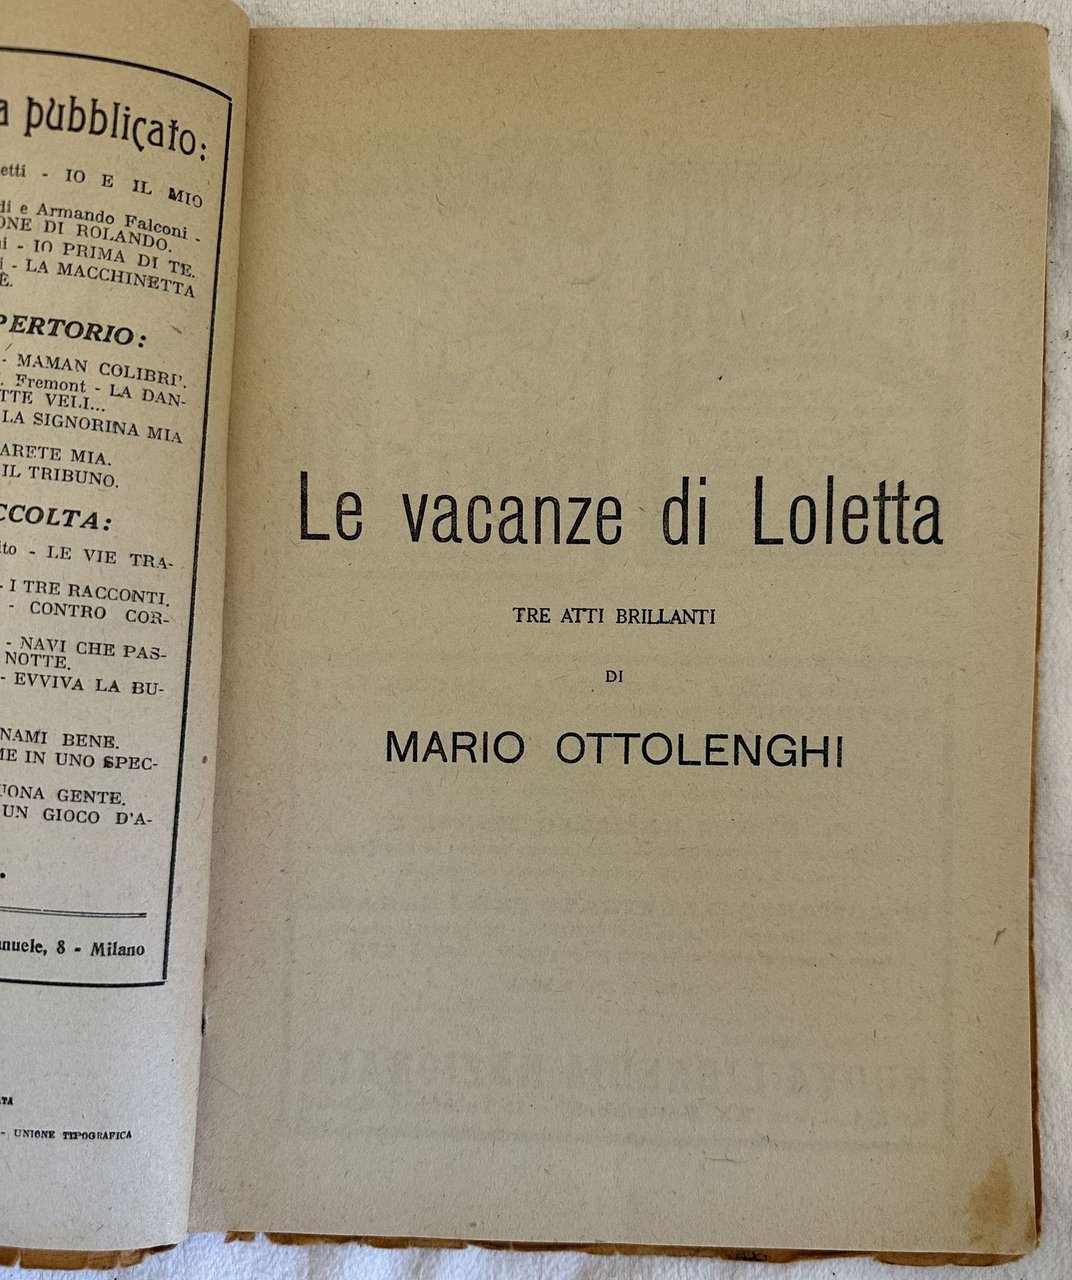 a pubblicato:
etti - IO E IL MIO
di e Armando Falconi -
ONE DI ROLANDO.
ni - IO PRIMA DI TE.
i - LA MACCHINETTA
È.
PERTORIO:
- MAMAN COLIBRI'.
. Fremont - LA DAN-
TTE VELI...
LA SIGNORINA MIA
ARETE MIA.
IL TRIBUNO.
CCOLTA:
ito - LE VIE TRA-
- I TRE RACCONTI.
- CONTRO COR-
- NAVI CHE PAS-
NOTTE.
- EVVIVA LA BU-
NAMI BENE.
ME IN UNO SPEC-
UONA GENTE.
UN GIOCO D'A-
anuele, 8 - Milano
- UNIONE TIPOGRAFICA
Le vacanze di Loletta
TRE ATTI BRILLANTI
DI
MARIO OTTOLENGHI